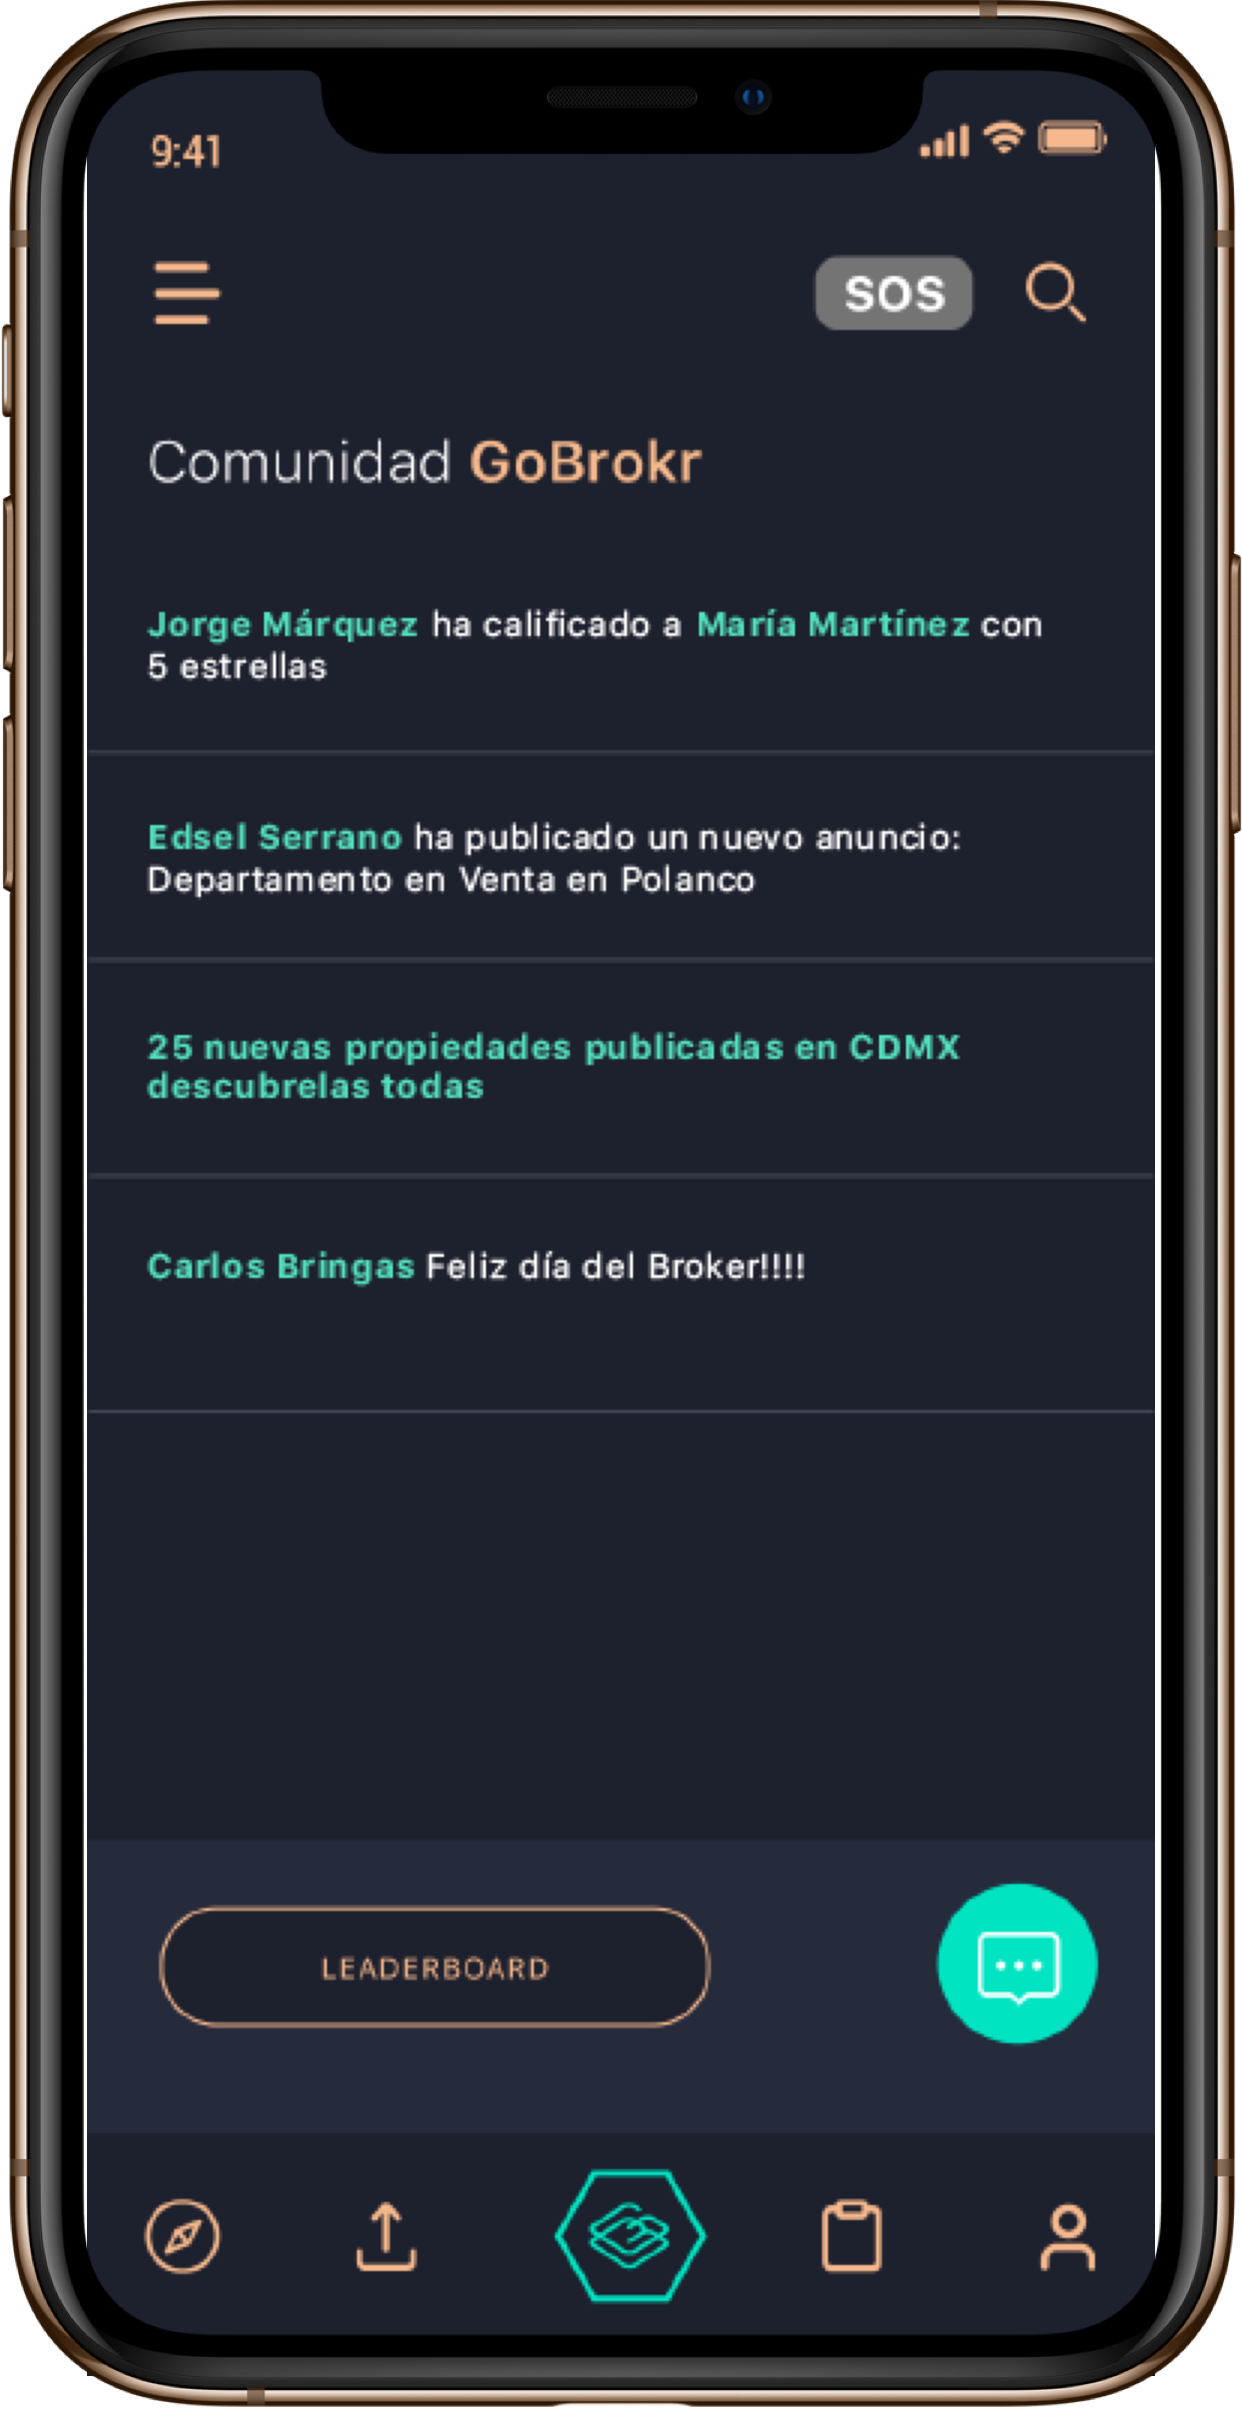 9:41
SOS
Comunidad GoBrokr
Jorge Márquez ha calificado a María Martínez con
5 estrellas
Edsel Serrano ha publicado un nuevo anuncio:
Departamento en Venta en Polanco
25 nuevas propiedades publicadas en CDMX
descubrelas todas
Carlos Bringas Feliz día del Broker!!!!
LEADERBOARD